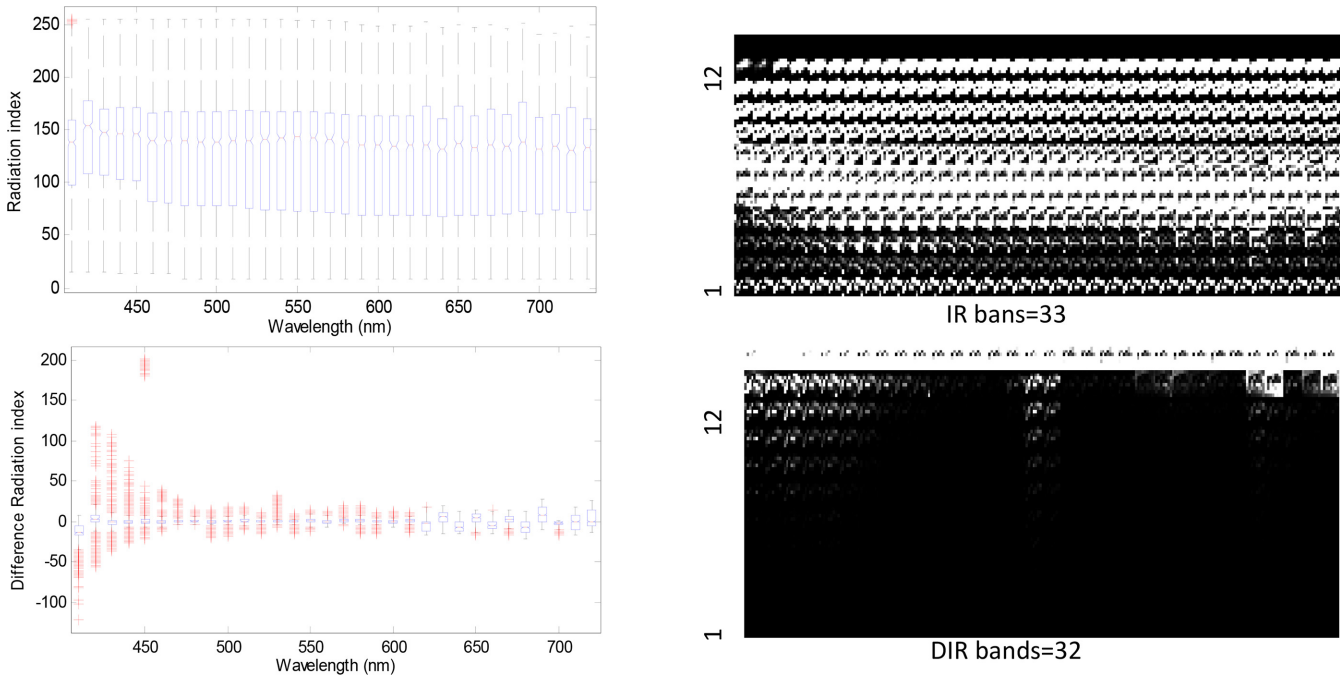 250
200
150
100
50
0
Radiation index
450 500 550 600 650 700
Wavelength (nm)
12
1
IR bans=33
200
150
100
50
0
-50
-100
Difference Radiation index
450 500 550 600 650 700
Wavelength (nm)
12
1
DIR bands=32